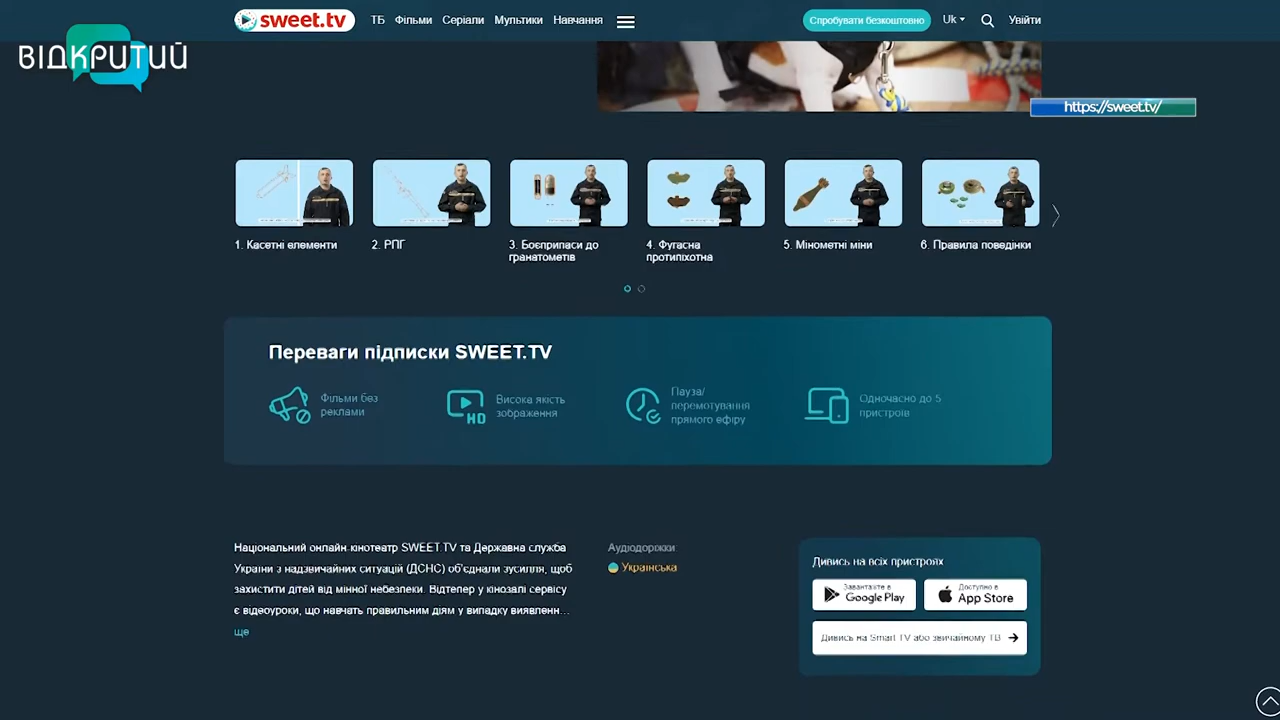 sweet.tv ТБ Фільми Серіали Мультики Навчання Спробувати безкоштовно Uk Увійти
ВІДКРИТИЙ
https://sweet.tv/
1. Касетні елементи
2. РПГ
3. Боєприпаси до
гранатометів
4. Фугасна
протипіхотна
5. Мінометні міни
6. Правила поведінки
Переваги підписки SWEET.TV
Фільми без
реклами
HD
Висока якість
зображення
Пауза/
перемотування
прямого ефіру
Одночасно до 5
пристроїв
Національний онлайн-кінотеатр SWEET.TV та Державна служба
України з надзвичайних ситуацій (ДСНС) об'єднали зусилля, щоб
захистити дітей від мінної небезпеки. Відтепер у кінозалі сервісу
є відеоуроки, що навчать правильним діям у випадку виявленн...
ще
Аудіодоріжки
Українська
Дивись на всіх пристроях
Завантажте в
Google Play
Доступно в
App Store
Дивись на Smart TV або звичайному ТВ